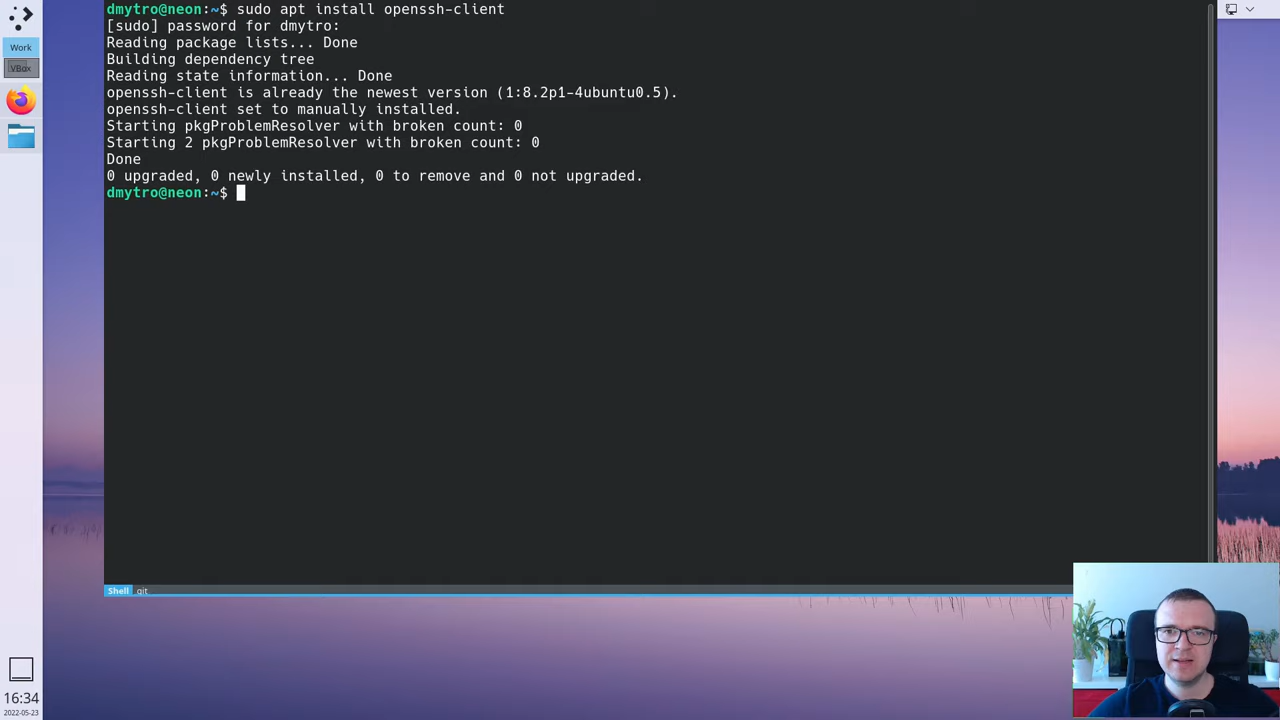 dmytro@neon:~$ sudo apt install openssh-client
[sudo] password for dmytro:
Reading package lists... Done
Building dependency tree
Reading state information... Done
openssh-client is already the newest version (1:8.2p1-4ubuntu0.5).
openssh-client set to manually installed.
Starting pkgProblemResolver with broken count: 0
Starting 2 pkgProblemResolver with broken count: 0
Done
0 upgraded, 0 newly installed, 0 to remove and 0 not upgraded.
dmytro@neon:~$
Work
VBox
Shell git
16:34
2022-05-23